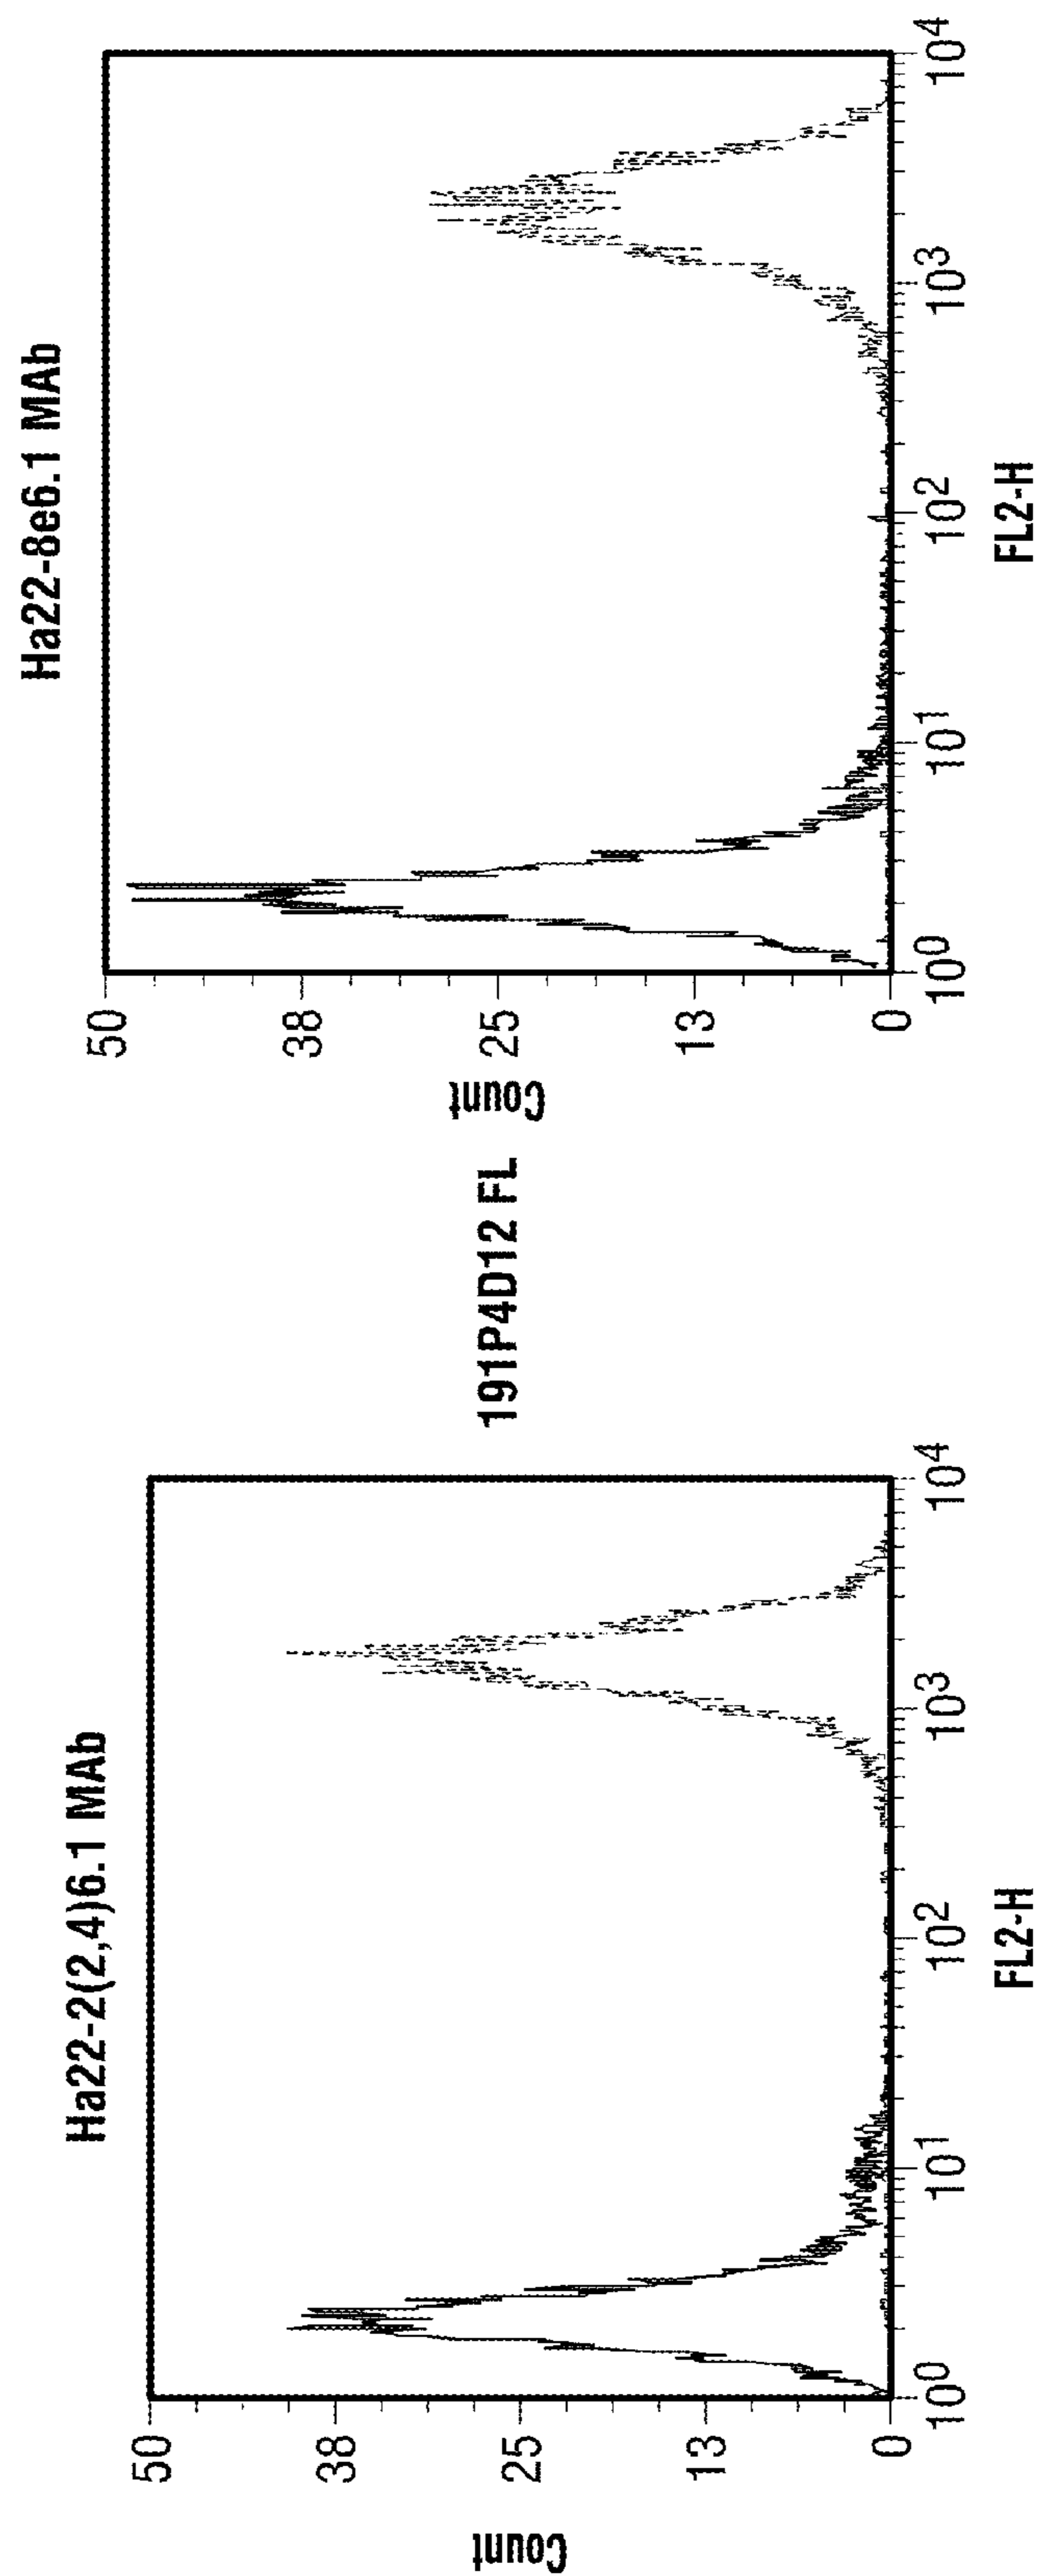 Ha22-2(2,4)6.1 MAb
Count
50
38
25
13
0
10⁰ 10¹ 10² 10³ 10⁴
FL2-H
191P4D12 FL
Ha22-8e6.1 MAb
Count
50
38
25
13
0
10⁰ 10¹ 10² 10³ 10⁴
FL2-H